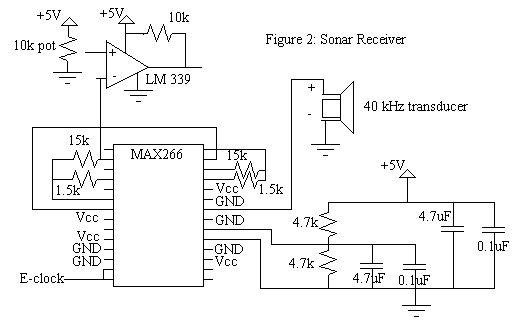 +5V
+5V
10k
10k pot
+
-
LM 339
Figure 2: Sonar Receiver
+
-
40 kHz transducer
15k
1.5k
MAX266
15k
1.5k
Vcc
GND
Vcc
GND
Vcc
GND
GND
GND
Vcc
E-clock
+5V
4.7k
4.7k
4.7uF
0.1uF
4.7uF
0.1uF